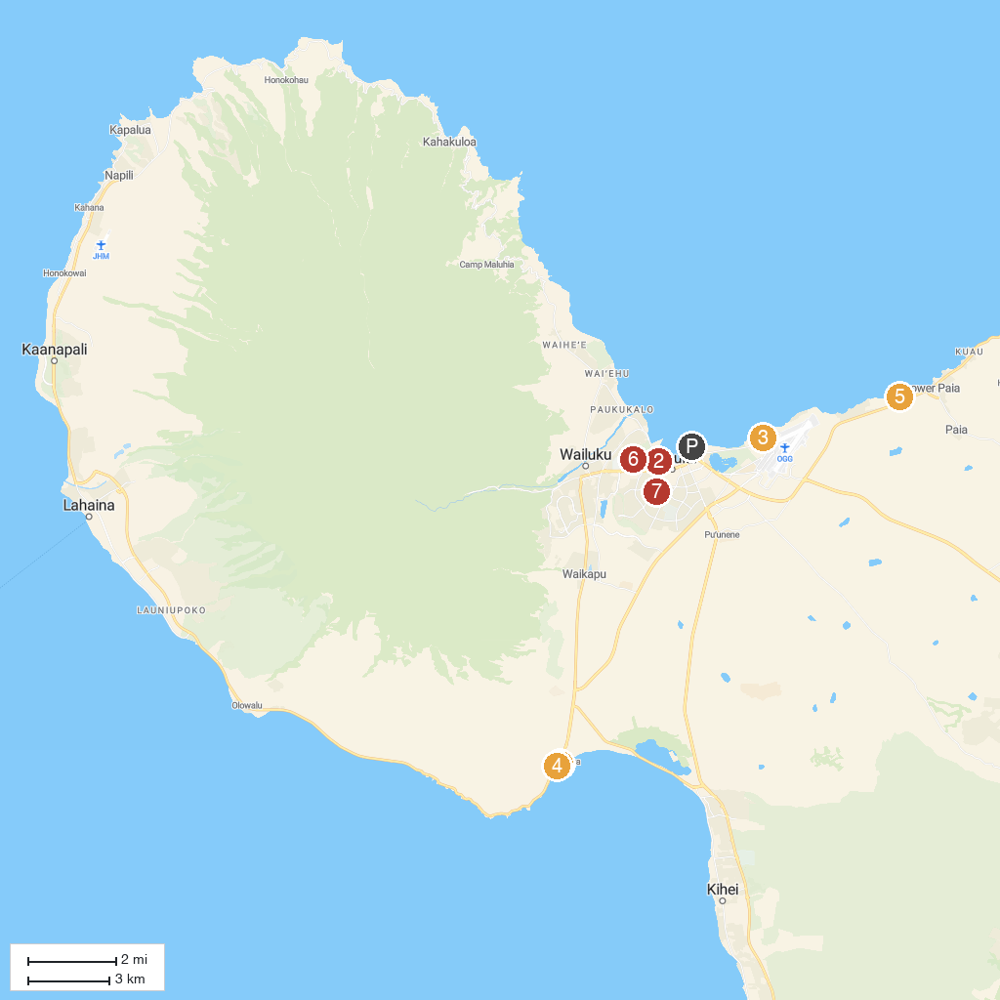 Honokohau
Kapalua
Kahakuloa
Napili
Kahana
JHM
Camp Maluhia
Honokowai
WAIHE'E
Kaanapali
KUAU
WAI'EHU
5
ower Paia
PAUKUKALO
Paia
3
P
Wailuku
6
2
OGG
7
Lahaina
Pu'unene
Waikapu
LAUNIUPOKO
Olowalu
4
Kihei
2 mi
3 km